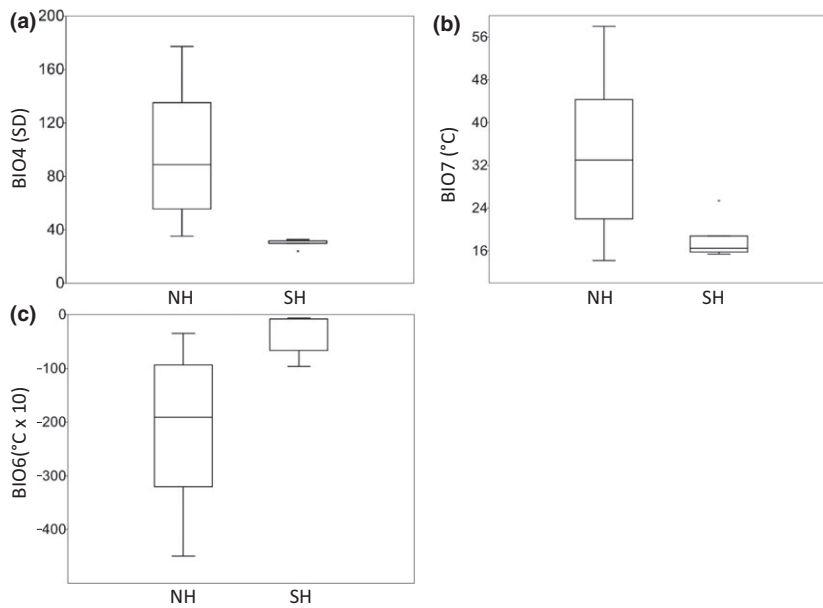 (a)
BIO4 (SD)
200
160
120
80
40
0
NH SH
(b)
BIO7 (°C)
56
48
40
32
24
16
NH SH
(c)
BIO6(°C x 10)
0
-100
-200
-300
-400
NH SH